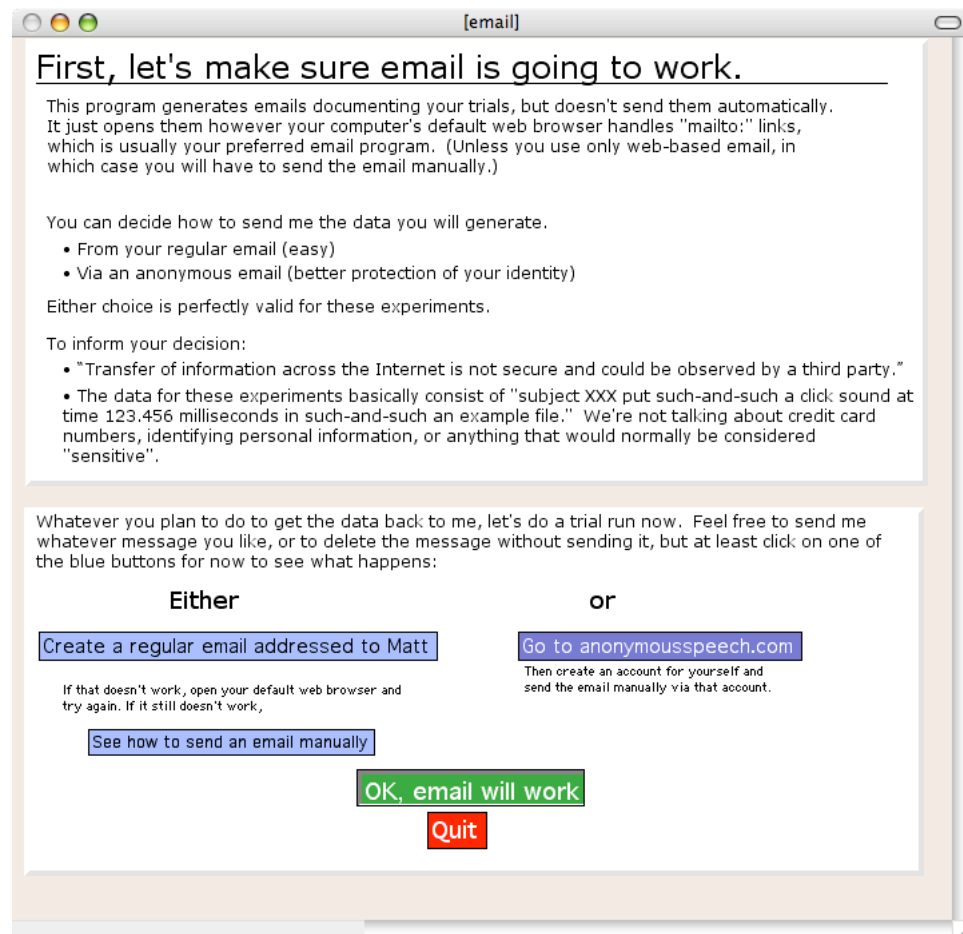 [email]
First, let's make sure email is going to work.
This program generates emails documenting your trials, but doesn't send them automatically.
It just opens them however your computer's default web browser handles "mailto:" links,
which is usually your preferred email program.  (Unless you use only web-based email, in
which case you will have to send the email manually.)
You can decide how to send me the data you will generate.
• From your regular email (easy)
• Via an anonymous email (better protection of your identity)
Either choice is perfectly valid for these experiments.
To inform your decision:
• “Transfer of information across the Internet is not secure and could be observed by a third party.”
• The data for these experiments basically consist of "subject XXX put such-and-such a click sound at
time 123.456 milliseconds in such-and-such an example file."  We're not talking about credit card
numbers, identifying personal information, or anything that would normally be considered
"sensitive".
Whatever you plan to do to get the data back to me, let's do a trial run now.  Feel free to send me
whatever message you like, or to delete the message without sending it, but at least click on one of
the blue buttons for now to see what happens:
Either
Create a regular email addressed to Matt
If that doesn't work, open your default web browser and
try again. If it still doesn't work,
See how to send an email manually
or
Go to anonymousspeech.com
Then create an account for yourself and
send the email manually via that account.
OK, email will work
Quit